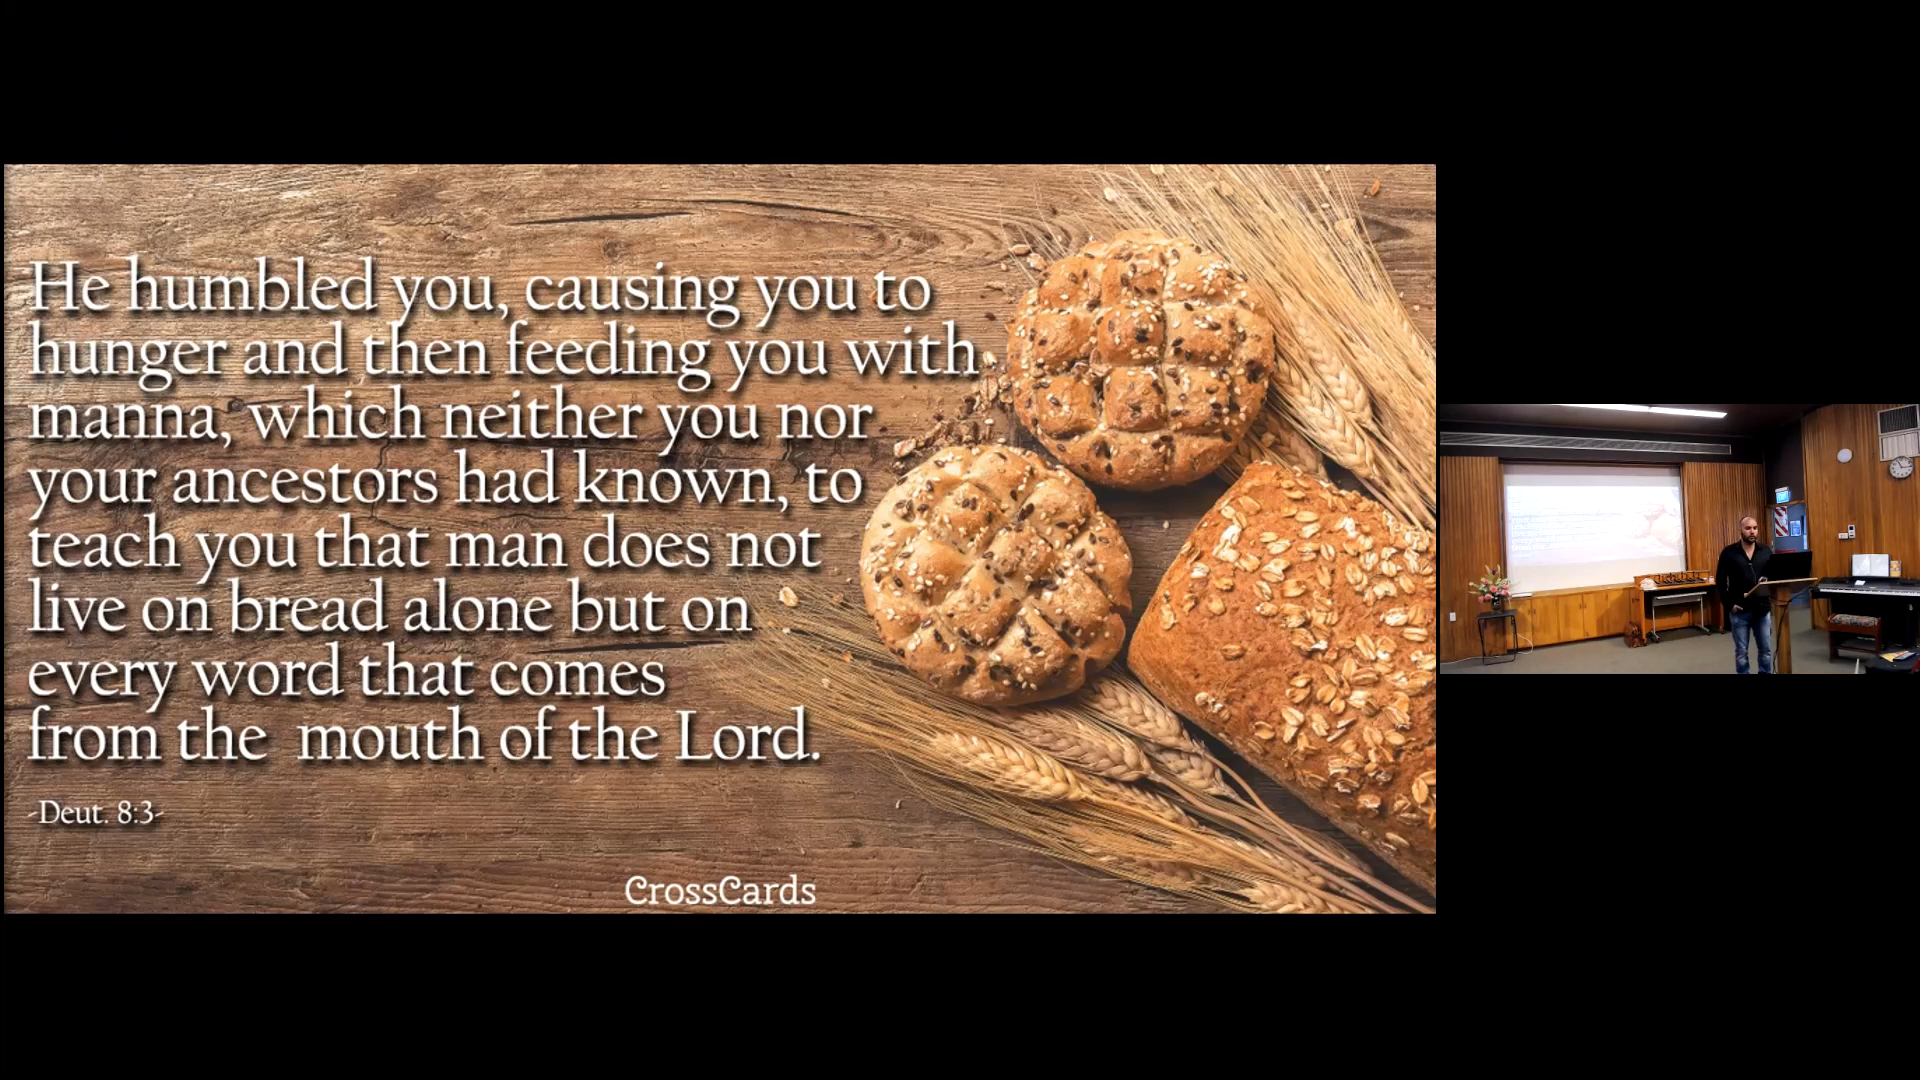 He humbled you, causing you to
hunger and then feeding you with
manna, which neither you nor
your ancestors had known, to
teach you that man does not
live on bread alone but on
every word that comes
from the  mouth of the Lord.
-Deut. 8:3-
CrossCards